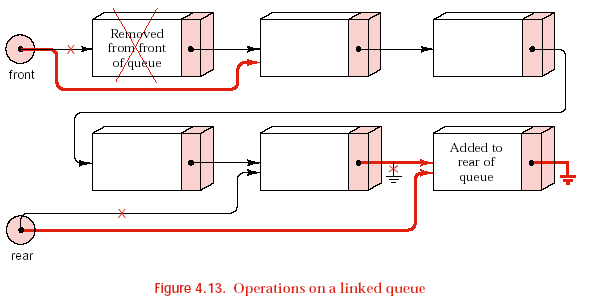 Removed
from front
of queue
front
Added to
rear of
queue
rear
Figure 4.13. Operations on a linked queue